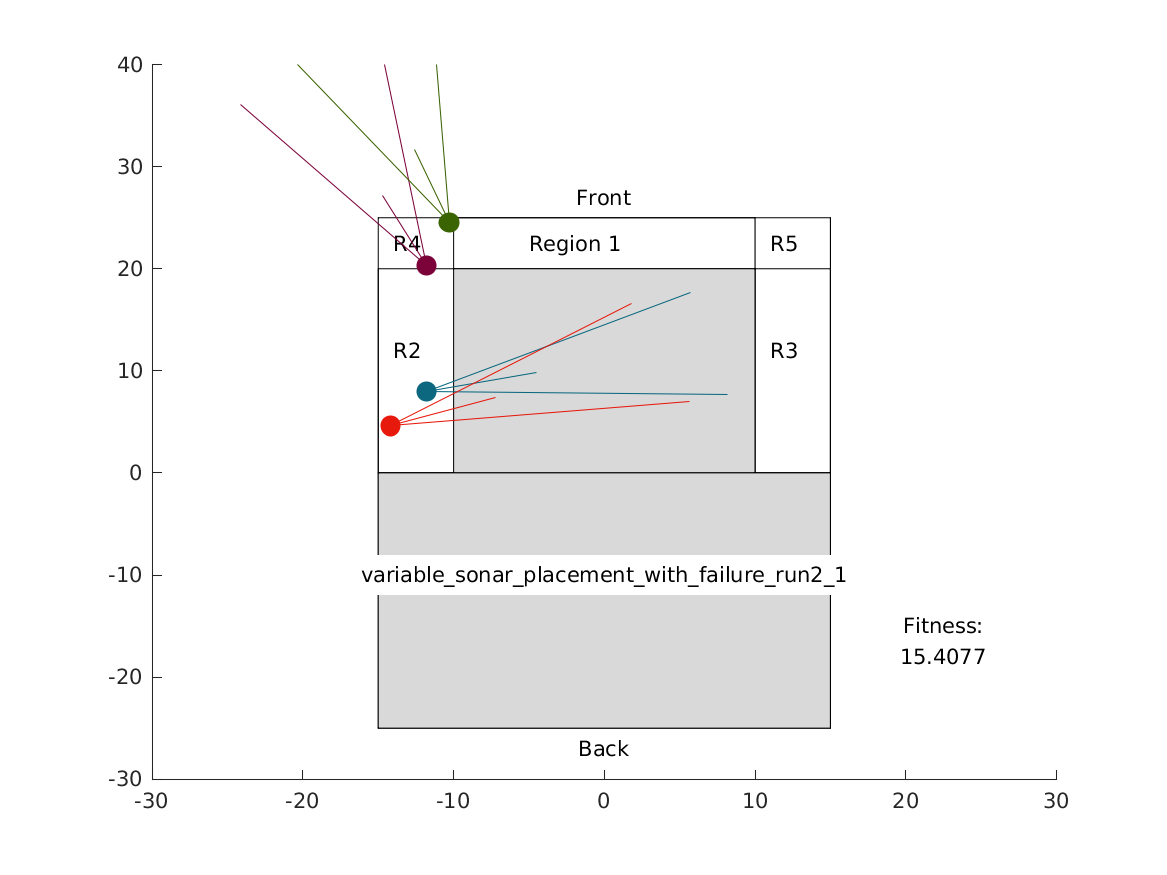 40
30
20
10
0
-10
-20
-30
-30
-20
-10
0
10
20
30
Front
R4
Region 1
R5
R2
R3
variable_sonar_placement_with_failure_run2_1
Fitness:
15.4077
Back